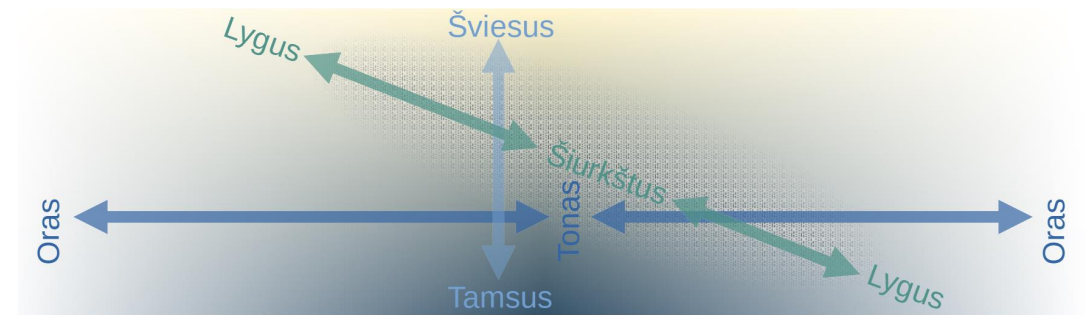 Lygus
Šviesus
Šiurkštus
Oras
Tonas
Oras
Lygus
Tamsus